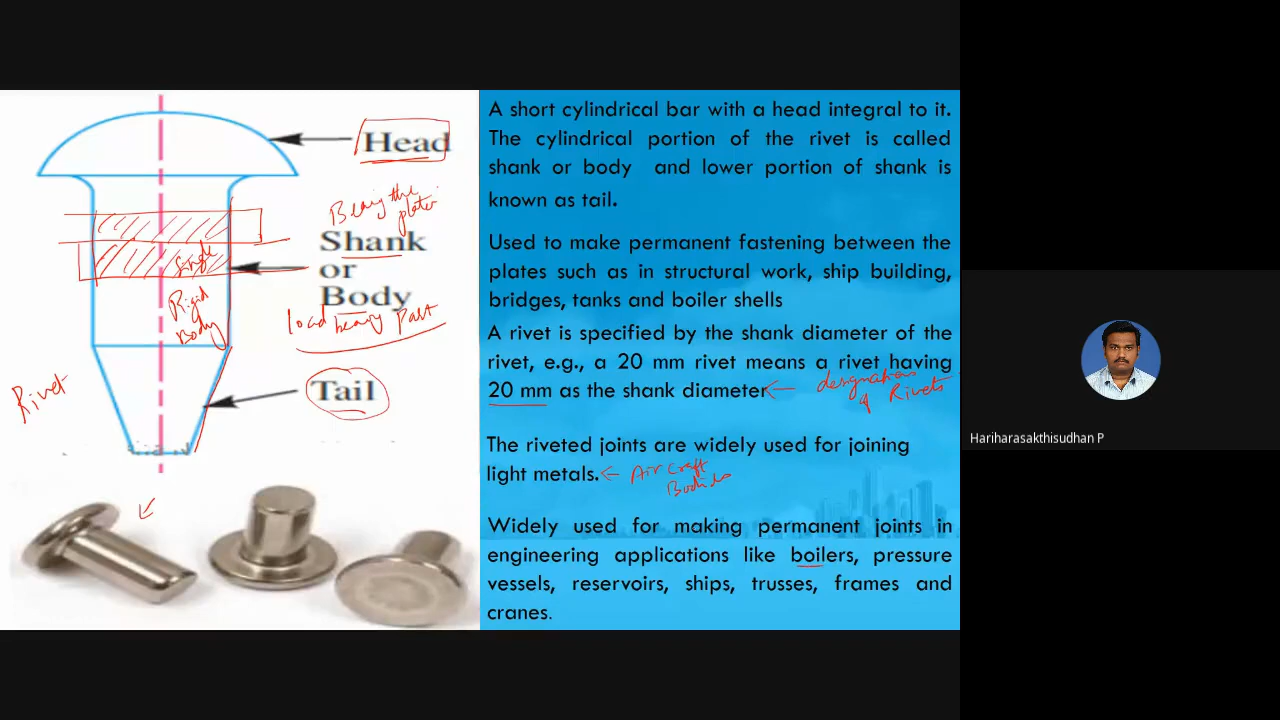 Head
Bearing the
plates
Shank
or
Body
single
Rigid
Body
load bearing part
Tail
Rivet
A short cylindrical bar with a head integral to it.
The cylindrical portion of the rivet is called
shank or body and lower portion of shank is
known as tail.
Used to make permanent fastening between the
plates such as in structural work, ship building,
bridges, tanks and boiler shells
A rivet is specified by the shank diameter of the
rivet, e.g., a 20 mm rivet means a rivet having
20 mm as the shank diameter
designations
of Rivets
The riveted joints are widely used for joining
light metals.
Air craft
Bodies
Widely used for making permanent joints in
engineering applications like boilers, pressure
vessels, reservoirs, ships, trusses, frames and
cranes.
Hariharasakthisudhan P